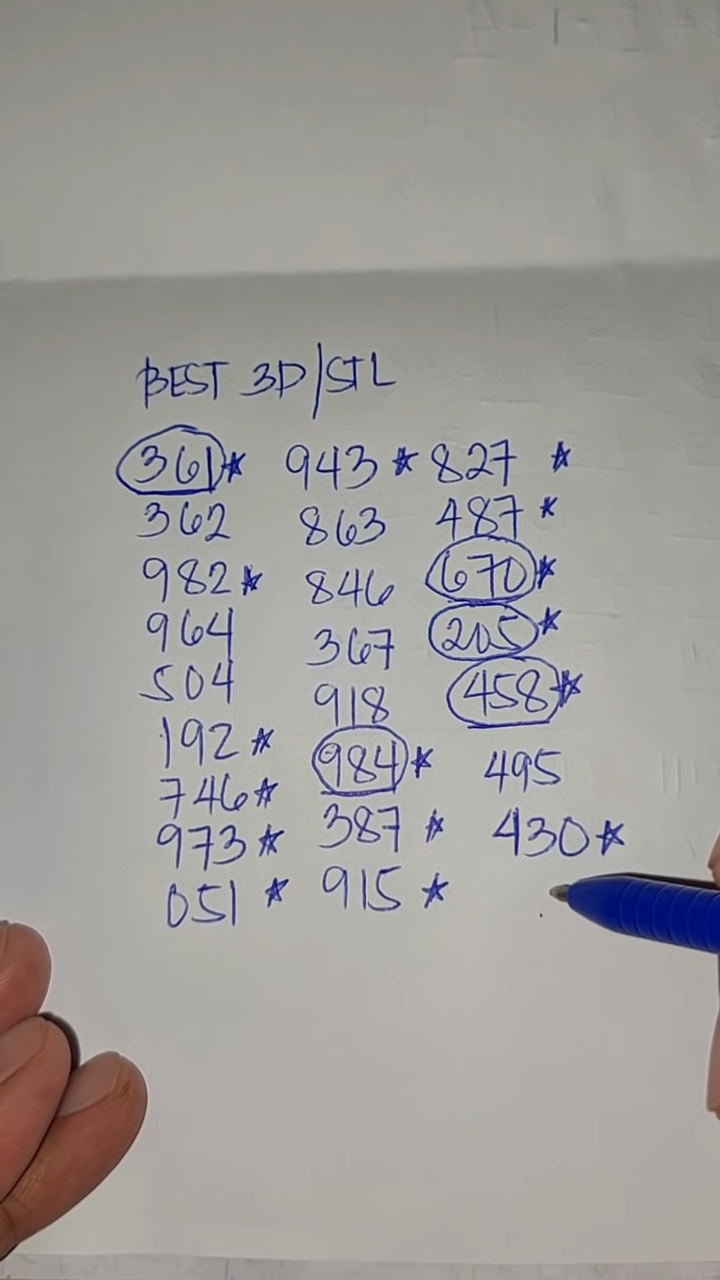 BEST 3D/STL
361* 943* 827 *
362 863 487 *
982* 846 670*
964 367 205*
504 918 458*
192* 984* 495
746* 387 * 430*
973* 915 *
051 *